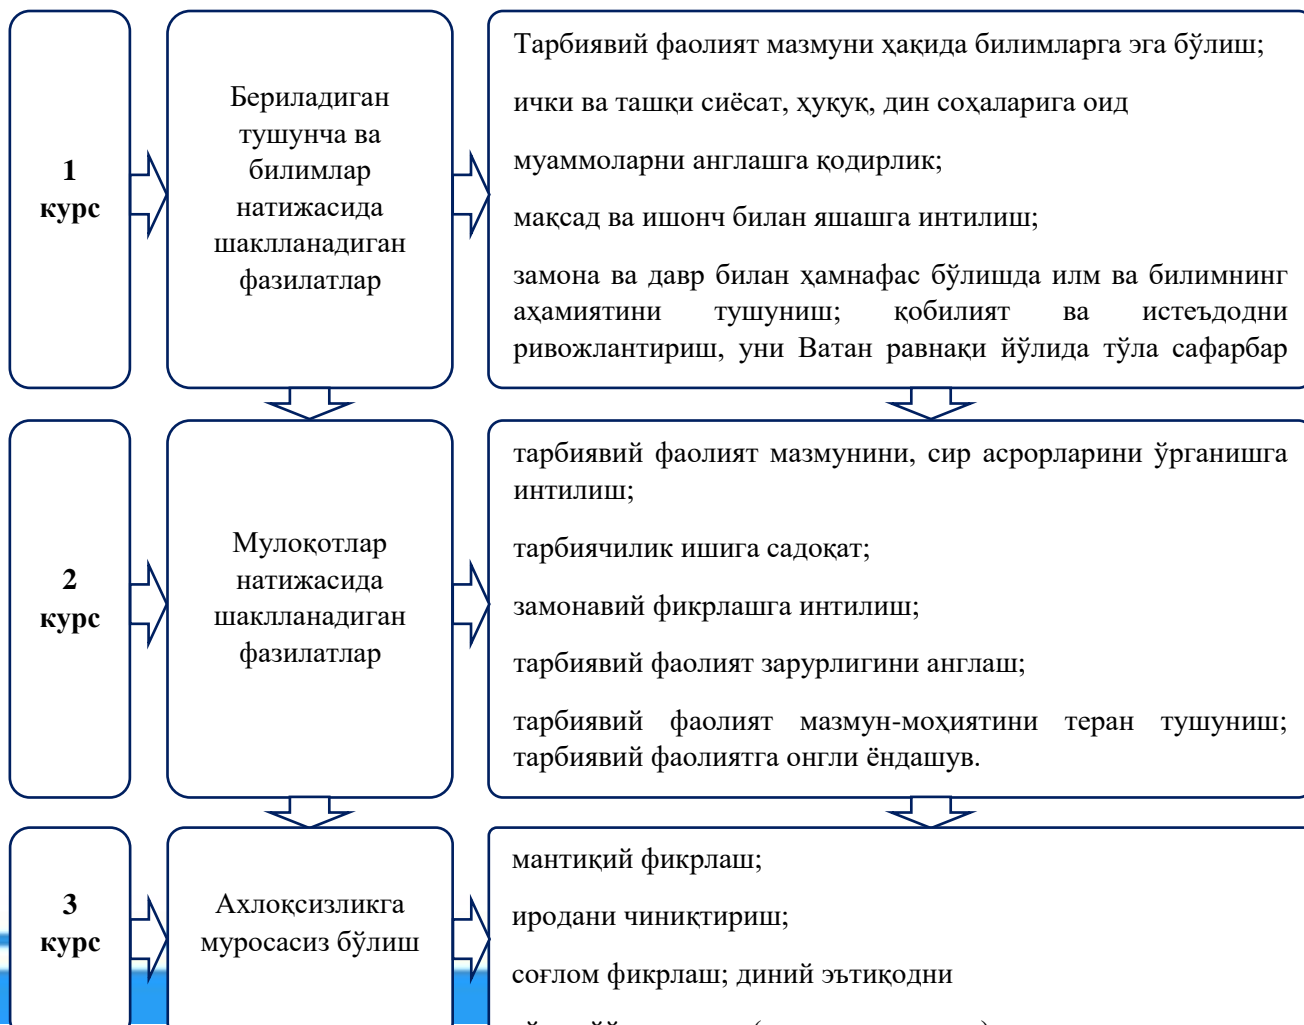 1
курс
Бериладиган
тушунча ва
билимлар
натижасида
шаклланадиган
фазилатлар
Тарбиявий фаолият мазмуни ҳақида билимларга эга бўлиш;
ички ва ташқи сиёсат, ҳуқуқ, дин соҳаларига оид
муаммоларни англашга қодирлик;
мақсад ва ишонч билан яшашга интилиш;
замона ва давр билан ҳамнафас бўлишда илм ва билимнинг
аҳамиятини тушуниш; қобилият ва истеъдодни
ривожлантириш, уни Ватан равнақи йўлида тўла сафарбар
2
курс
Мулоқотлар
натижасида
шаклланадиган
фазилатлар
тарбиявий фаолият мазмунини, сир асрорларини ўрганишга
интилиш;
тарбиячилик ишига садоқат;
замонавий фикрлашга интилиш;
тарбиявий фаолият зарурлигини англаш;
тарбиявий фаолият мазмун-моҳиятини теран тушуниш;
тарбиявий фаолиятга онгли ёндашув.
3
курс
Ахлоқсизликга
муросасиз бўлиш
мантиқий фикрлаш;
иродани чиниқтириш;
соғлом фикрлаш; диний эътиқодни